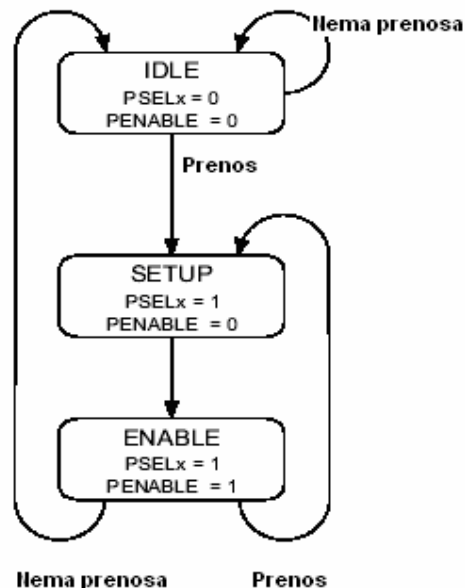 Nema prenosa
IDLE
PSELx = 0
PENABLE = 0
Prenos
SETUP
PSELx = 1
PENABLE = 0
ENABLE
PSELx = 1
PENABLE = 1
Nema prenosa
Prenos